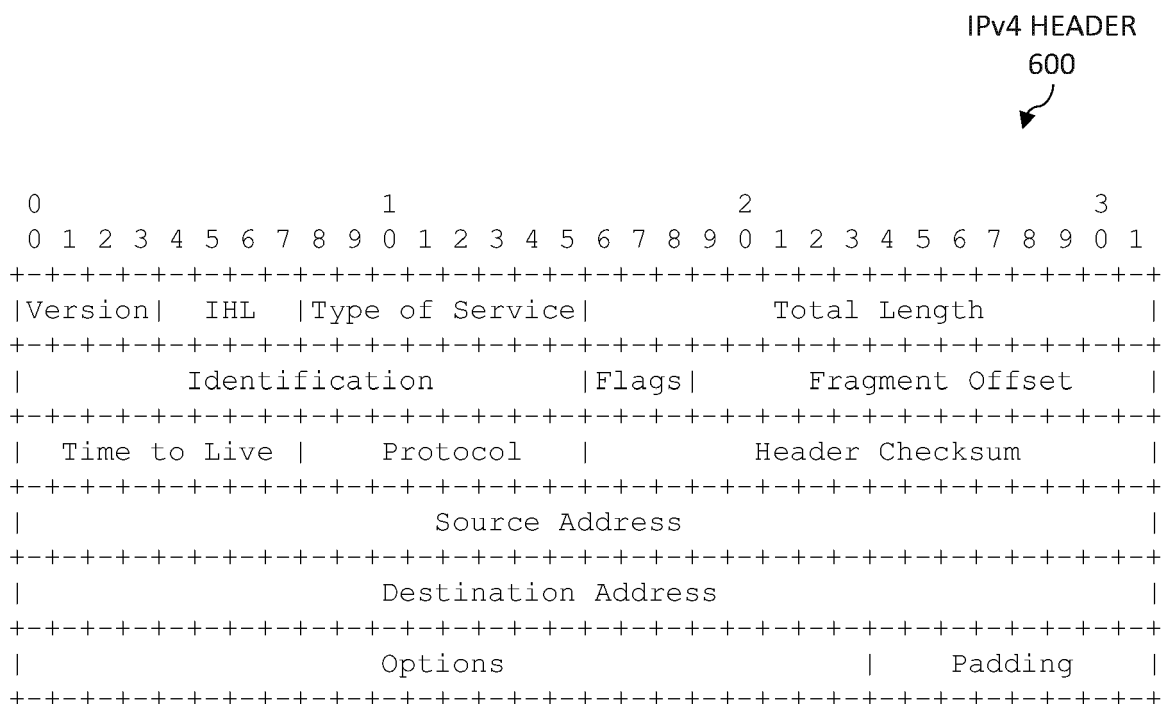 IPv4 HEADER
600
0                   1                   2                   3
0 1 2 3 4 5 6 7 8 9 0 1 2 3 4 5 6 7 8 9 0 1 2 3 4 5 6 7 8 9 0 1
+-+-+-+-+-+-+-+-+-+-+-+-+-+-+-+-+-+-+-+-+-+-+-+-+-+-+-+-+-+-+-+-+
|Version|  IHL  |Type of Service|          Total Length         |
+-+-+-+-+-+-+-+-+-+-+-+-+-+-+-+-+-+-+-+-+-+-+-+-+-+-+-+-+-+-+-+-+
|         Identification        |Flags|      Fragment Offset    |
+-+-+-+-+-+-+-+-+-+-+-+-+-+-+-+-+-+-+-+-+-+-+-+-+-+-+-+-+-+-+-+-+
|  Time to Live |    Protocol   |         Header Checksum       |
+-+-+-+-+-+-+-+-+-+-+-+-+-+-+-+-+-+-+-+-+-+-+-+-+-+-+-+-+-+-+-+-+
|                       Source Address                          |
+-+-+-+-+-+-+-+-+-+-+-+-+-+-+-+-+-+-+-+-+-+-+-+-+-+-+-+-+-+-+-+-+
|                    Destination Address                        |
+-+-+-+-+-+-+-+-+-+-+-+-+-+-+-+-+-+-+-+-+-+-+-+-+-+-+-+-+-+-+-+-+
|                    Options                    |    Padding    |
+-+-+-+-+-+-+-+-+-+-+-+-+-+-+-+-+-+-+-+-+-+-+-+-+-+-+-+-+-+-+-+-+